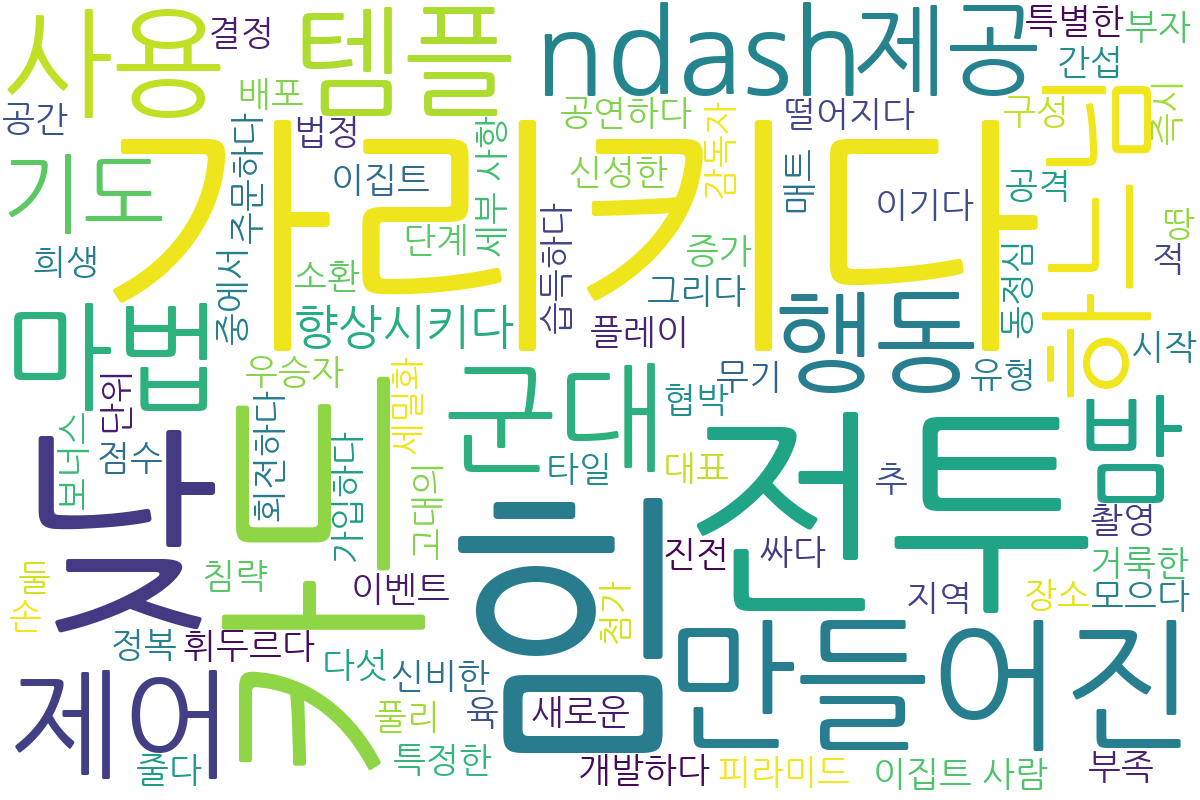 사용
결정
템플
ndash
제공
특별한
부자
공간
배포
법정
공연하다
떨어지다
구성
간섭
즉시
기도
주문하다
이집트
세부 사항
신성한
감독자
매트
이기다
공격
하느님
가리키다
희생
중에서
소환
단계
습득하다
증가
그리다
동정심
땅
적
마법
향상시키다
플레이
행동
시작
단위
우승자
세밀화
군대
협박
무기
유형
밤
보너스
점수
낮
회전하다
가입하다
고대의
타일
대표
전투
추
촬영
쿠비
힘
진전
싸다
거룩한
손
둘
침략
이벤트
첨가
지역
장소
모으다
정복
휘두르다
다섯
신비한
만들어진
제어
줄다
풀리
육
새로운
특정한
개발하다
피라미드
이집트 사람
부족